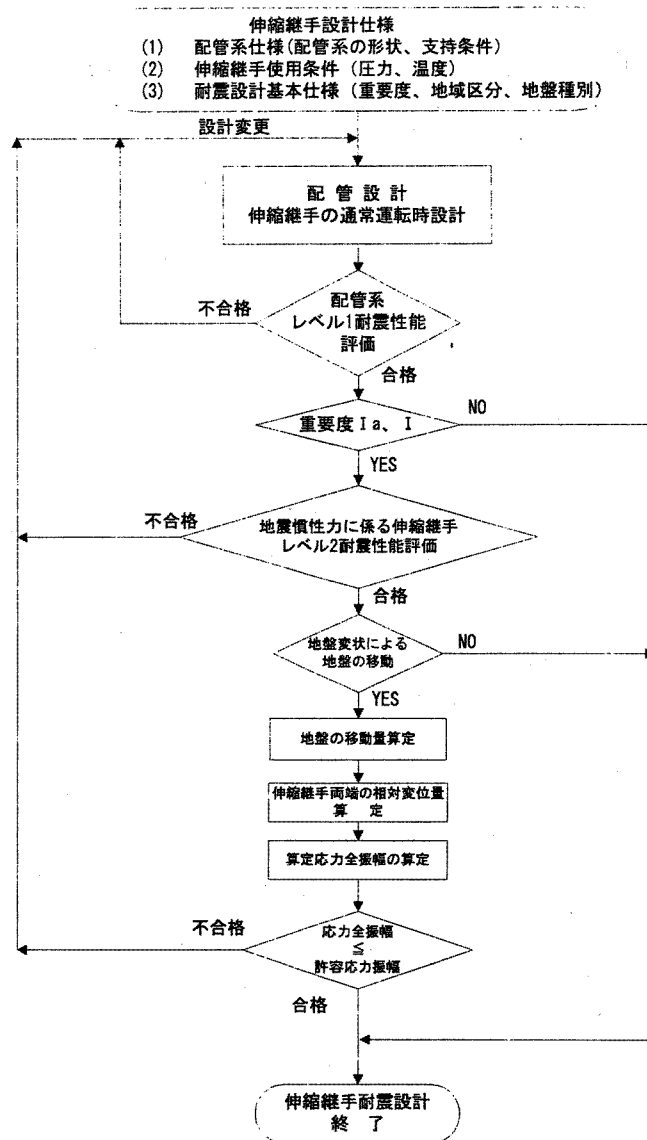 伸縮継手設計仕様
(1) 配管系仕様(配管系の形状、支持条件)
(2) 伸縮継手使用条件 (圧力、温度)
(3) 耐震設計基本仕様 (重要度、地域区分、地盤種別)
設計変更
配 管 設 計
伸縮継手の通常運転時設計
不合格
配管系
レベル1耐震性能
評価
合格
重要度Ⅰa、Ⅰ
NO
YES
不合格
地震慣性力に係る伸縮継手
レベル2耐震性能評価
合格
地盤変状による
地盤の移動
NO
YES
地盤の移動量算定
伸縮継手両端の相対変位量
算 定
算定応力全振幅の算定
不合格
応力全振幅
≦
許容応力振幅
合格
伸縮継手耐震設計
終 了